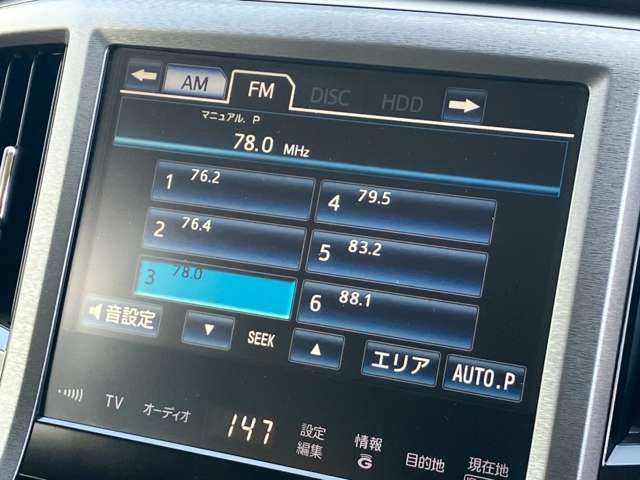 AM FM DISC HDD
マニュアル. P
78.0 MHz
1 76.2
4 79.5
2 76.4
5 83.2
3 78.0
6 88.1
音設定 SEEK エリア AUTO.P
TV オーディオ 147 設定編集 情報G 目的地 現在地